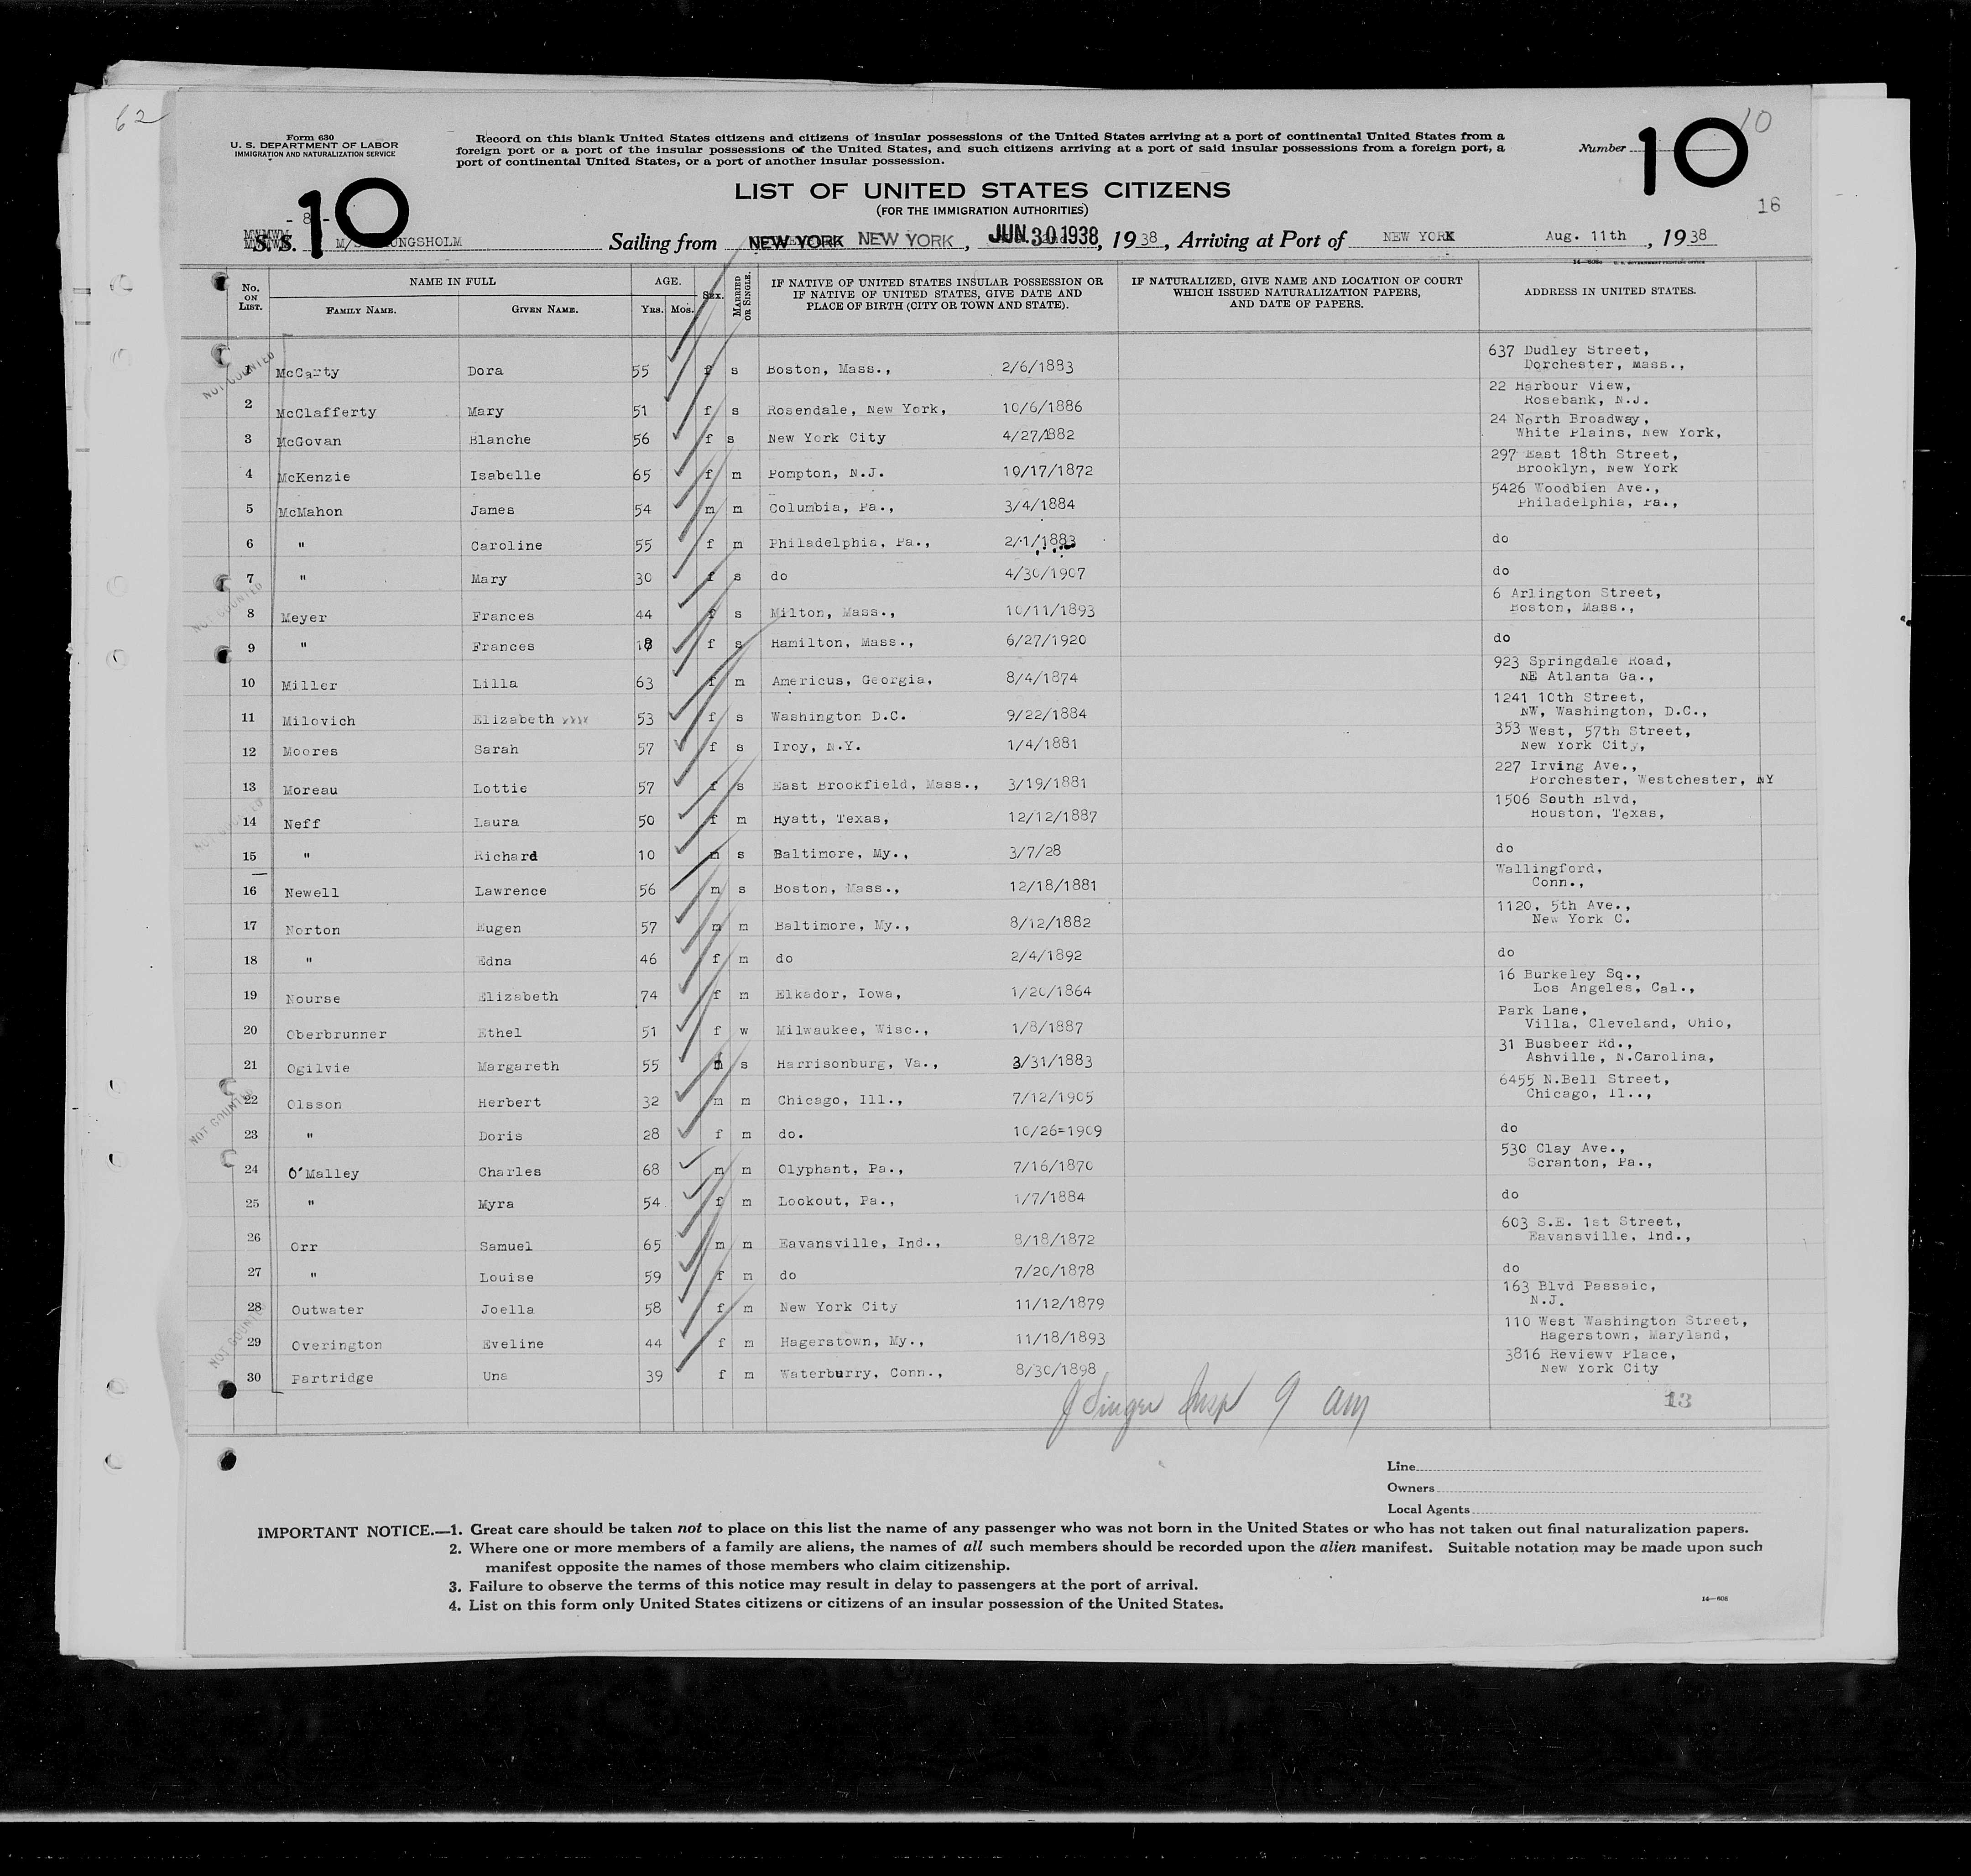 62
10
Form 630
U. S. DEPARTMENT OF LABOR
IMMIGRATION AND NATURALIZATION SERVICE
Record on this blank United States citizens and citizens of insular possessions of the United States arriving at a port of continental United States from a
foreign port or a port of the insular possessions of the United States, and such citizens arriving at a port of said insular possessions from a foreign port, a
port of continental United States, or a port of another insular possession.
Number 10
10
LIST OF UNITED STATES CITIZENS
(FOR THE IMMIGRATION AUTHORITIES)
16
- 8 -
S. S. M/S UNGSHOLM Sailing from NEW YORK NEW YORK, JUN 30 1938, 1938, Arriving at Port of NEW YORK Aug. 11th, 1938
14—608a U. S. GOVERNMENT PRINTING OFFICE
No. ON LIST. NAME IN FULL AGE. SEX. MARRIED OR SINGLE. IF NATIVE OF UNITED STATES INSULAR POSSESSION OR IF NATIVE OF UNITED STATES, GIVE DATE AND PLACE OF BIRTH (CITY OR TOWN AND STATE). IF NATURALIZED, GIVE NAME AND LOCATION OF COURT WHICH ISSUED NATURALIZATION PAPERS, AND DATE OF PAPERS. ADDRESS IN UNITED STATES.
FAMILY NAME. GIVEN NAME. YRS. MOS.
NOT COUNTED
1 McCarty Dora 55 f s Boston, Mass., 2/6/1883 637 Dudley Street, Dorchester, Mass.,
2 McClafferty Mary 51 f s Rosendale, New York, 10/6/1886 22 Harbour View, Rosebank, N.J.
3 McGovan Blanche 56 f s New York City 4/27/1882 24 North Broadway, White Plains, New York,
4 McKenzie Isabelle 65 f m Pompton, N.J. 10/17/1872 297 East 18th Street, Brooklyn, New York
5 McMahon James 54 m m Columbia, Pa., 3/4/1884 5426 Woodbien Ave., Philadelphia, Pa.,
6 " Caroline 55 f m Philadelphia, Pa., 2/1/1883 do
7 " Mary 30 f s do 4/30/1907 do
NOT COUNTED
8 Meyer Frances 44 f s Milton, Mass., 10/11/1893 6 Arlington Street, Boston, Mass.,
9 " Frances 18 f s Hamilton, Mass., 6/27/1920 do
10 Miller Lilla 63 f m Americus, Georgia, 8/4/1874 923 Springdale Road, NE Atlanta Ga.,
11 Milovich Elizabeth xxxx 53 f s Washington D.C. 9/22/1884 1241 10th Street, NW, Washington, D.C.,
12 Moores Sarah 57 f s Troy, N.Y. 1/4/1881 353 West, 57th Street, New York City,
13 Moreau Lottie 57 f s East Brookfield, Mass., 3/19/1881 227 Irving Ave., Porchester, Westchester, NY
NOT COUNTED
14 Neff Laura 50 f m Hyatt, Texas, 12/12/1887 1506 South Blvd, Houston, Texas,
15 " Richard 10 m s Baltimore, My., 3/7/28 do
16 Newell Lawrence 56 m s Boston, Mass., 12/18/1881 Wallingford, Conn.,
17 Norton Eugen 57 m m Baltimore, My., 8/12/1882 1120, 5th Ave., New York C.
18 " Edna 46 f m do 2/4/1892 do
19 Nourse Elizabeth 74 f m Elkador, Iowa, 1/20/1864 16 Burkeley Sq., Los Angeles, Cal.,
20 Oberbrunner Ethel 51 f w Milwaukee, Wisc., 1/8/1887 Park Lane, Villa, Cleveland, Ohio,
21 Ogilvie Margareth 55 f s Harrisonburg, Va., 3/31/1883 31 Busbeer Rd., Ashville, N.Carolina,
NOT COUNTED
22 Olsson Herbert 32 m m Chicago, Ill., 7/12/1905 6455 N.Bell Street, Chicago, Il..,
23 " Doris 28 f m do. 10/26=1909 do
24 O'Malley Charles 68 m m Olyphant, Pa., 7/16/1870 530 Clay Ave., Scranton, Pa.,
25 " Myra 54 f m Lookout, Pa., 1/7/1884 do
26 Orr Samuel 65 m m Eavansville, Ind., 8/18/1872 603 S.E. 1st Street, Eavansville, Ind.,
27 " Louise 59 f m do 7/20/1878 do
28 Outwater Joella 58 f m New York City 11/12/1879 163 Blvd Passaic, N.J.
NOT COUNTED
29 Overington Eveline 44 f m Hagerstown, My., 11/18/1893 110 West Washington Street, Hagerstown, Maryland,
30 Partridge Una 39 f m Waterburry, Conn., 8/30/1898 3816 Reviewv Place, New York City
J Singer Insp 9 am
13
Line
Owners
Local Agents
IMPORTANT NOTICE.—1. Great care should be taken not to place on this list the name of any passenger who was not born in the United States or who has not taken out final naturalization papers.
2. Where one or more members of a family are aliens, the names of all such members should be recorded upon the alien manifest. Suitable notation may be made upon such
manifest opposite the names of those members who claim citizenship.
3. Failure to observe the terms of this notice may result in delay to passengers at the port of arrival.
4. List on this form only United States citizens or citizens of an insular possession of the United States.
14—608